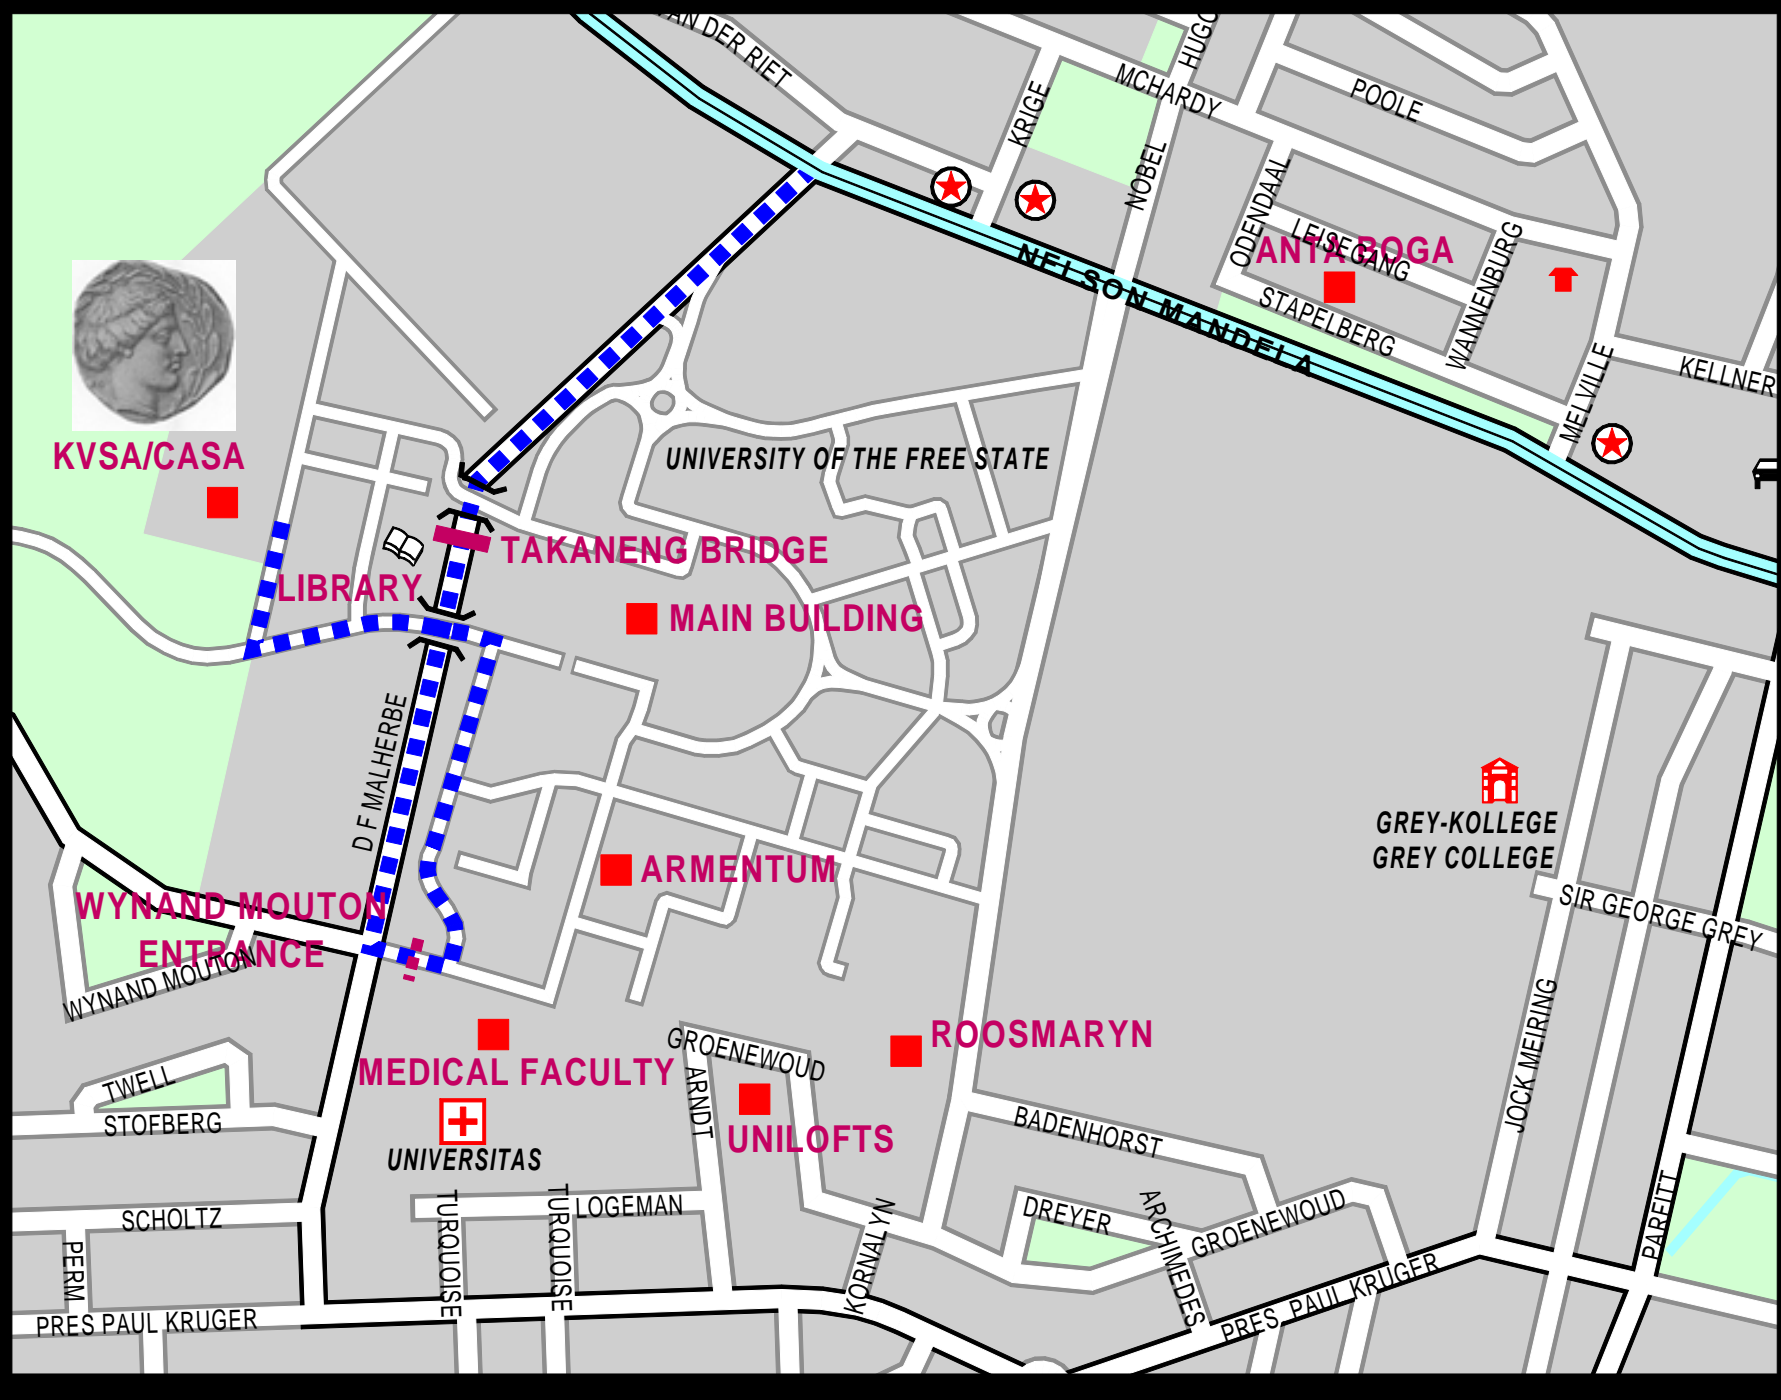 VAN DER RIET
HUGO
MCHARDY
POOLE
KRIGE
NOBEL
ODENDAAL
LEISEGANG
ANTA BOGA
WANNENBURG
STAPELBERG
NELSON MANDELA
MELVILLE
KELLNER
KVSA/CASA
UNIVERSITY OF THE FREE STATE
TAKANENG BRIDGE
LIBRARY
MAIN BUILDING
D F MALHERBE
GREY-KOLLEGE
GREY COLLEGE
ARMENTUM
WYNAND MOUTON
ENTRANCE
WYNAND MOUTON
SIR GEORGE GREY
JOCK MEIRING
ROOSMARYN
MEDICAL FACULTY
GROENEWOUD
ARNDT
TWELL
STOFBERG
UNIVERSITAS
UNILOFTS
BADENHORST
PARFITT
SCHOLTZ
LOGEMAN
TURQUOISE
TURQUOISE
KORNALYN
DREYER
ARCHIMEDES
GROENEWOUD
PERM
PRES PAUL KRUGER
PRES PAUL KRUGER